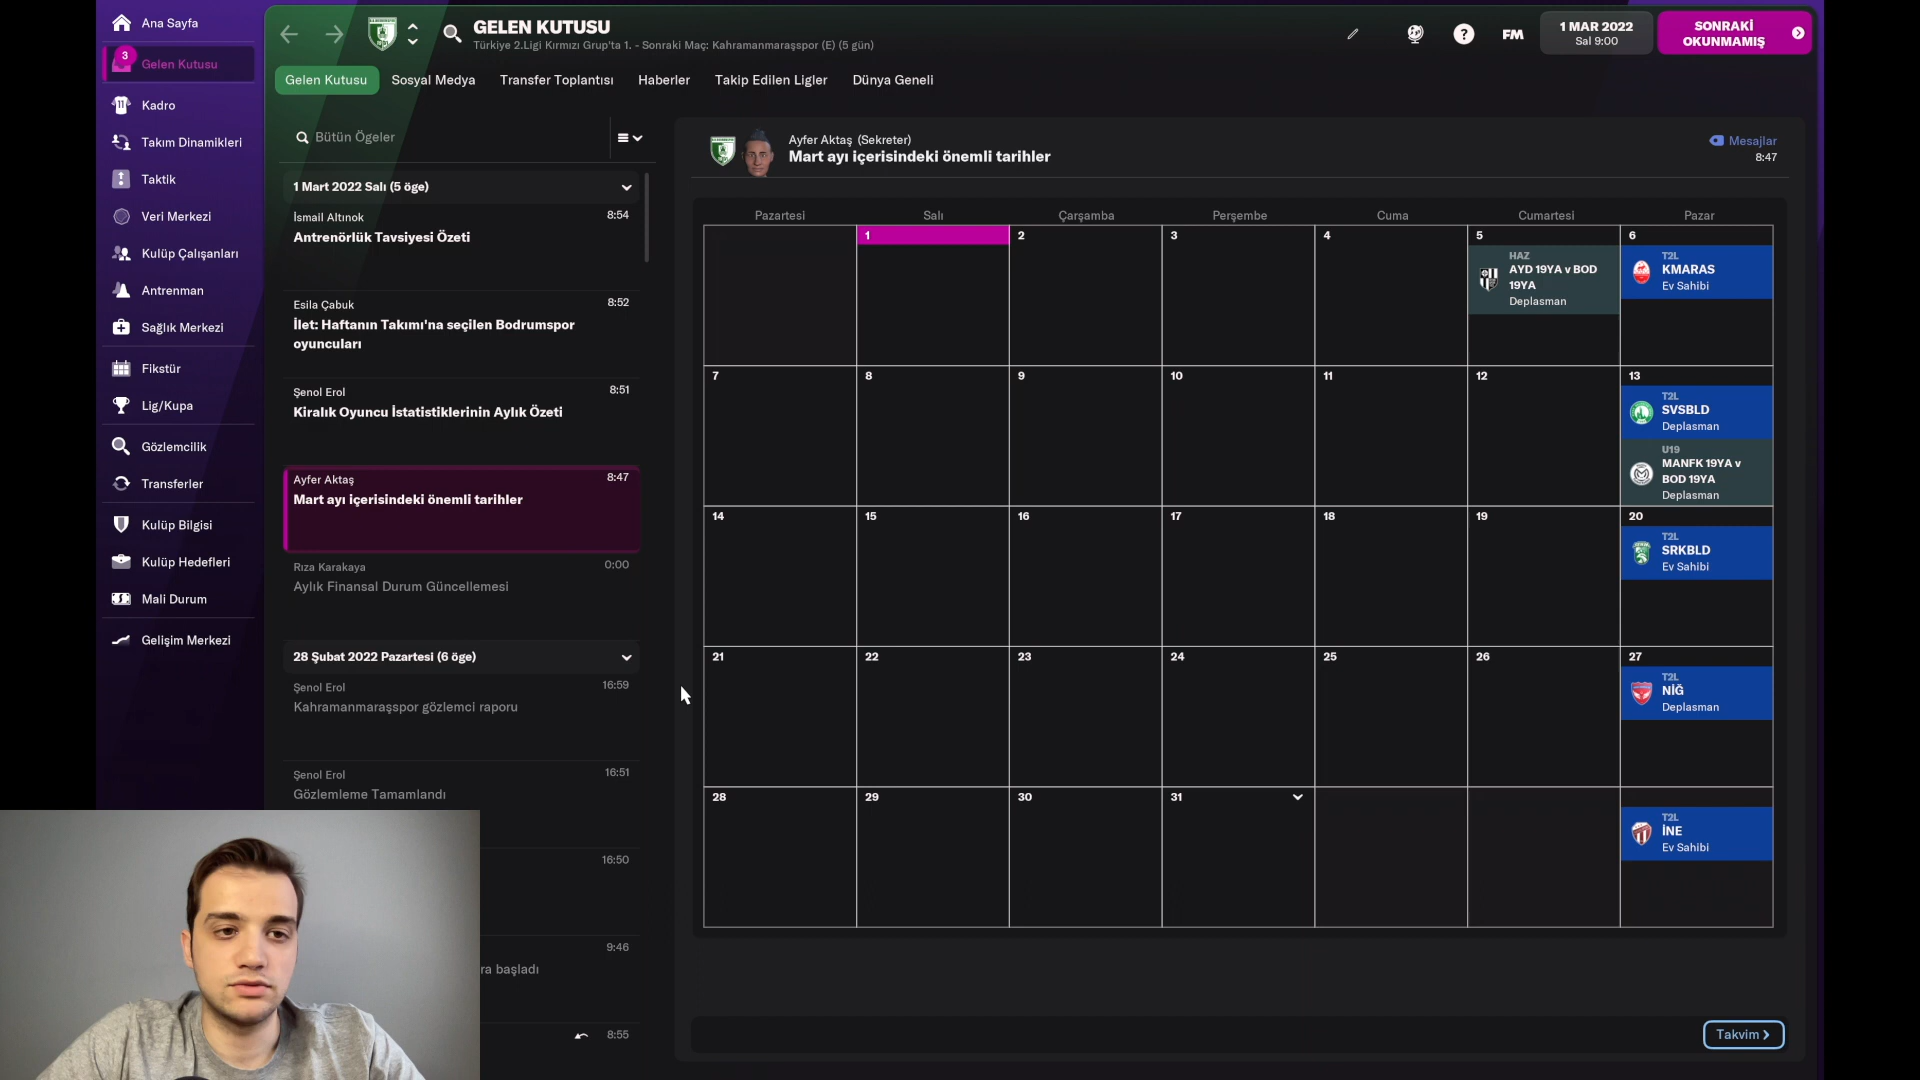 Ana Sayfa
3
Gelen Kutusu
Kadro
Takım Dinamikleri
Taktik
Veri Merkezi
Kulüp Çalışanları
Antrenman
Sağlık Merkezi
Fikstür
Lig/Kupa
Gözlemcilik
Transferler
Kulüp Bilgisi
Kulüp Hedefleri
Mali Durum
Gelişim Merkezi
GELEN KUTUSU
Türkiye 2.Ligi Kırmızı Grup'ta 1. - Sonraki Maç: Kahramanmaraşspor (E) (5 gün)
FM
1 MAR 2022
Sal 9:00
SONRAKİ
OKUNMAMIŞ
Gelen Kutusu Sosyal Medya Transfer Toplantısı Haberler Takip Edilen Ligler Dünya Geneli
Bütün Ögeler
1 Mart 2022 Salı (5 öge)
İsmail Altınok 8:54
Antrenörlük Tavsiyesi Özeti
Esila Çabuk 8:52
İlet: Haftanın Takımı'na seçilen Bodrumspor
oyuncuları
Şenol Erol 8:51
Kiralık Oyuncu İstatistiklerinin Aylık Özeti
Ayfer Aktaş 8:47
Mart ayı içerisindeki önemli tarihler
Rıza Karakaya 0:00
Aylık Finansal Durum Güncellemesi
28 Şubat 2022 Pazartesi (6 öge)
Şenol Erol 16:59
Kahramanmaraşspor gözlemci raporu
Şenol Erol 16:51
Gözlemleme Tamamlandı
16:50
9:46
ra başladı
8:55
Ayfer Aktaş (Sekreter)
Mart ayı içerisindeki önemli tarihler
Mesajlar
8:47
Pazartesi Salı Çarşamba Perşembe Cuma Cumartesi Pazar
1 2 3 4 5 6
HAZ
AYD 19YA v BOD
19YA
Deplasman
T2L
KMARAS
Ev Sahibi
7 8 9 10 11 12 13
T2L
SVSBLD
Deplasman
U19
MANFK 19YA v
BOD 19YA
Deplasman
14 15 16 17 18 19 20
T2L
SRKBLD
Ev Sahibi
21 22 23 24 25 26 27
T2L
NİĞ
Deplasman
28 29 30 31
T2L
İNE
Ev Sahibi
Takvim